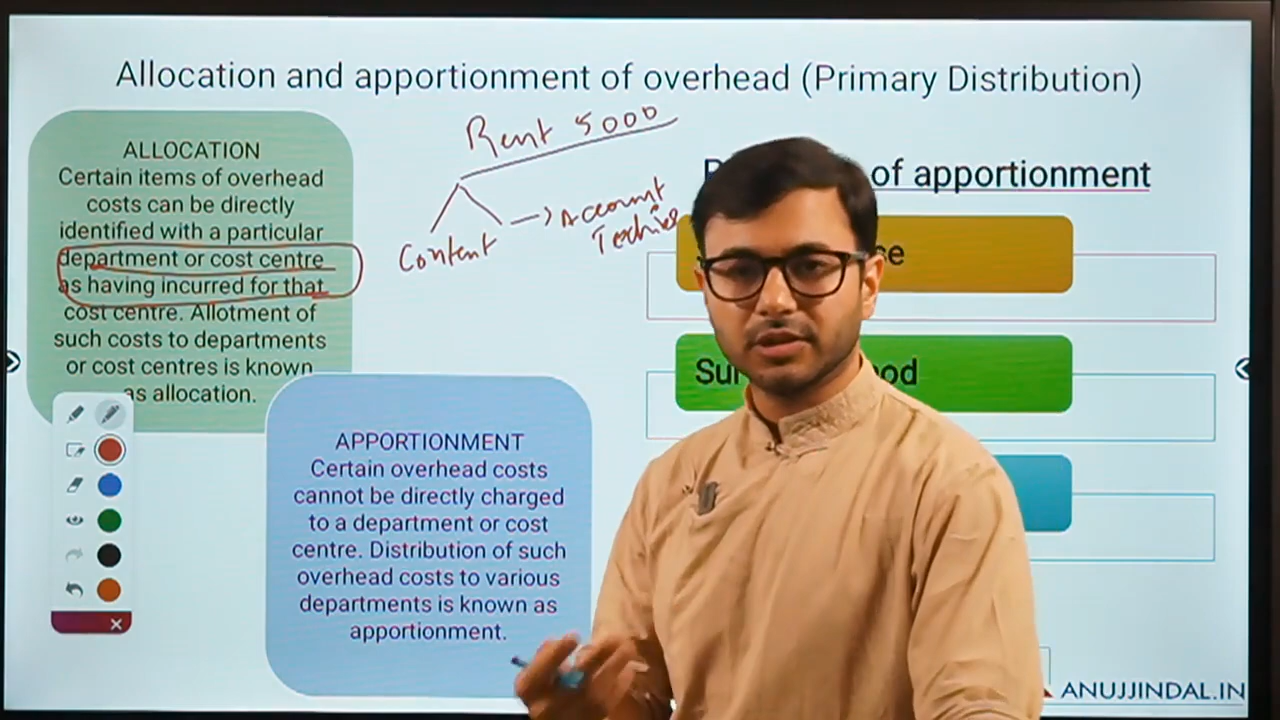 Allocation and apportionment of overhead (Primary Distribution)
ALLOCATION
Certain items of overhead
costs can be directly
identified with a particular
department or cost centre
as having incurred for that
cost centre. Allotment of
such costs to departments
or cost centres is known
as allocation.
Rent 5000
Content
Account
Techies
APPORTIONMENT
Certain overhead costs
cannot be directly charged
to a department or cost
centre. Distribution of such
overhead costs to various
departments is known as
apportionment.
of apportionment
ANUJJINDAL.IN